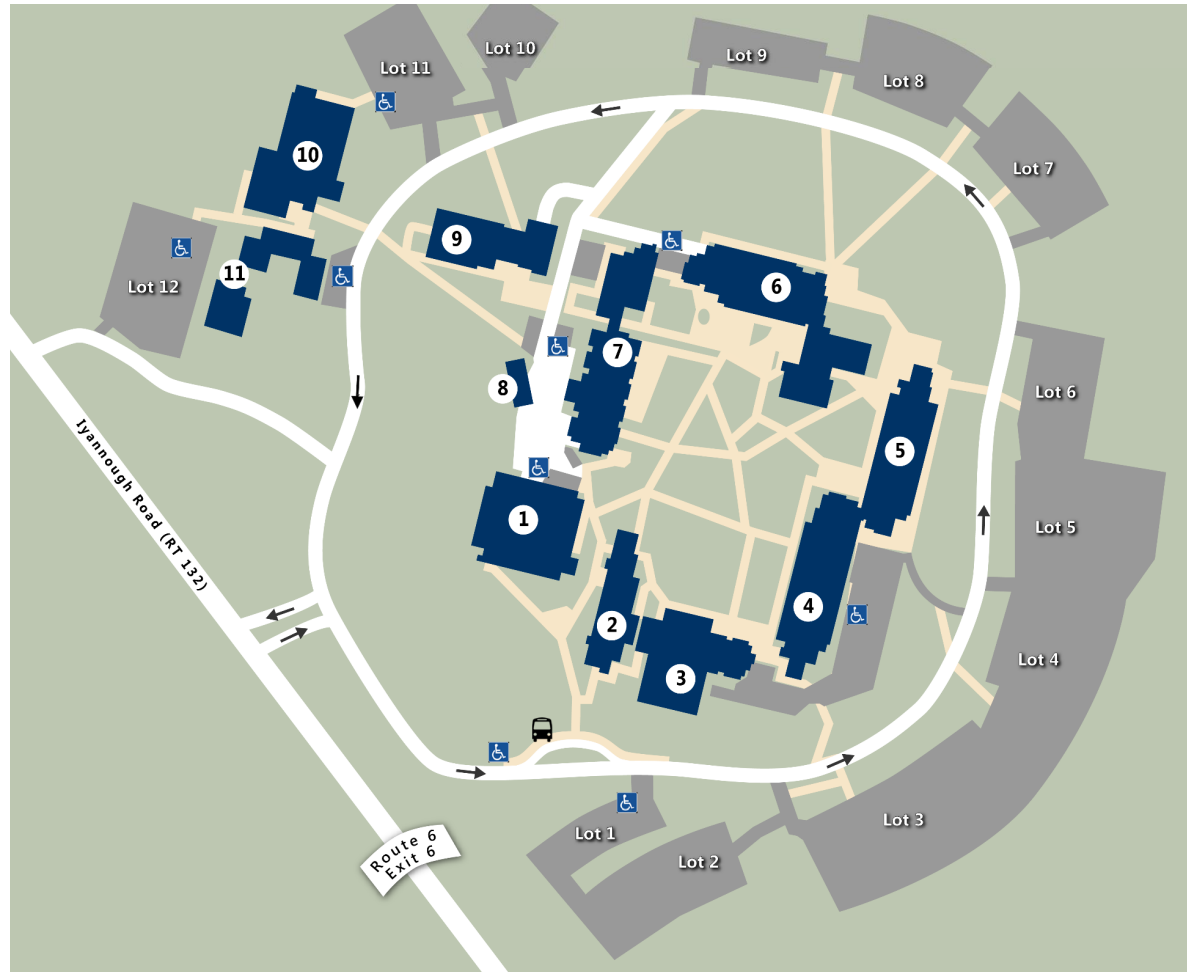 Lot 10
Lot 9
Lot 11
Lot 8
10
Lot 7
9
11
6
Lot 12
7
8
Lot 6
5
1
Lot 5
Iyannough Road (RT 132)
4
2
Lot 4
3
Lot 3
Lot 1
Route 6
Exit 6
Lot 2